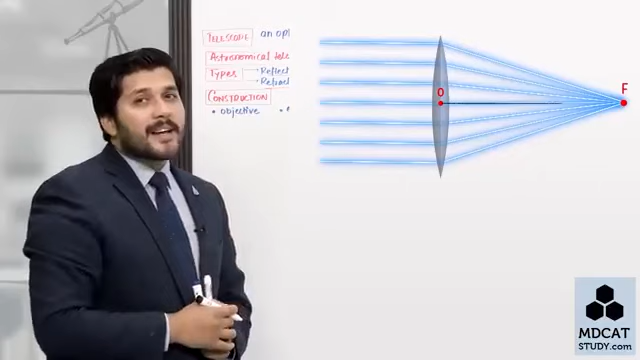 TELESCOPE an opt
Astronomical tele
Types → Reflect
→ Refract
CONSTRUCTION
• objective •
O
F
MDCAT
STUDY.com